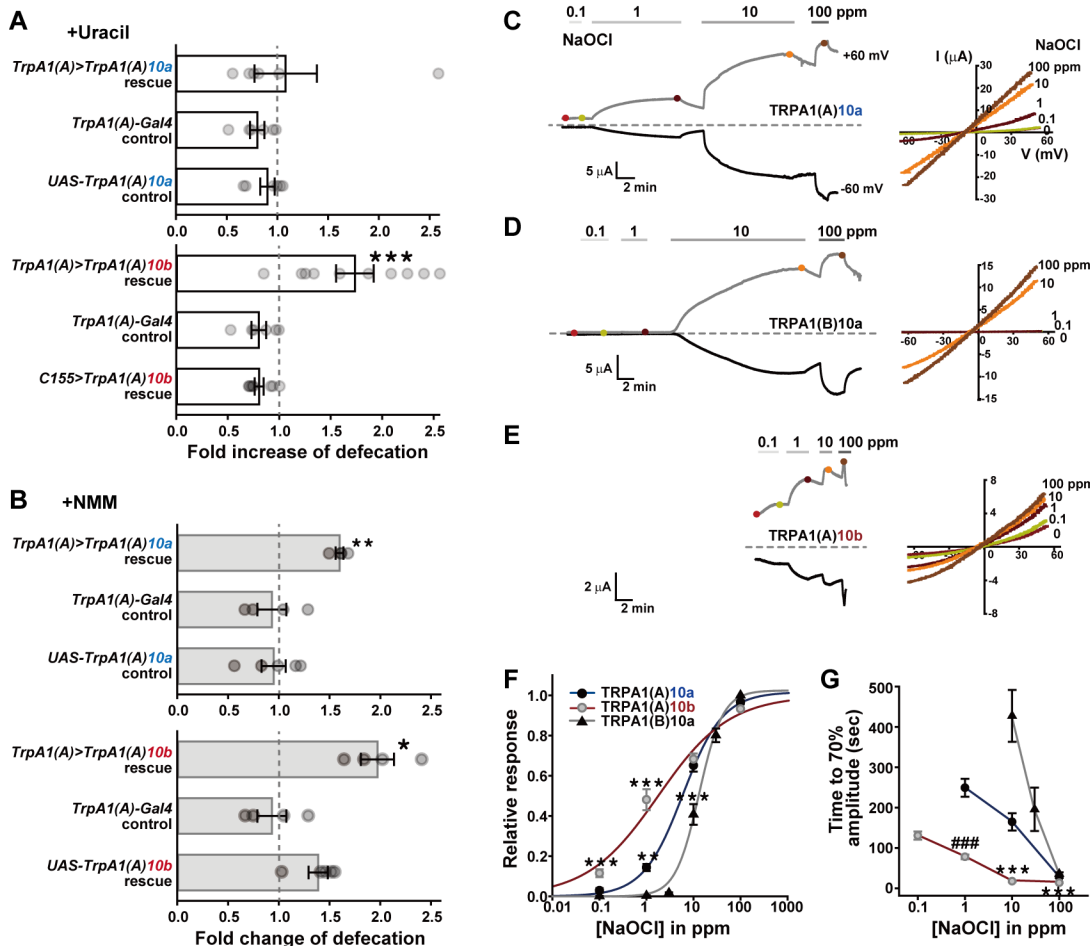 A
+Uracil
TrpA1(A)>TrpA1(A)10a
rescue
TrpA1(A)-Gal4
control
UAS-TrpA1(A)10a
control
0.0 0.5 1.0 1.5 2.0 2.5
TrpA1(A)>TrpA1(A)10b
rescue
***
TrpA1(A)-Gal4
control
C155>TrpA1(A)10b
rescue
0.0 0.5 1.0 1.5 2.0 2.5
Fold increase of defecation
B
+NMM
TrpA1(A)>TrpA1(A)10a
rescue
**
TrpA1(A)-Gal4
control
UAS-TrpA1(A)10a
control
0.0 0.5 1.0 1.5 2.0 2.5
TrpA1(A)>TrpA1(A)10b
rescue
*
TrpA1(A)-Gal4
control
UAS-TrpA1(A)10b
rescue
0.0 0.5 1.0 1.5 2.0 2.5
Fold change of defecation
C
0.1 1 10 100 ppm
NaOCl
+60 mV
TRPA1(A)10a
5 µA
2 min
-60 mV
I (µA)
NaOCl
30
20
10
100 ppm
10
1
0.1
0
-60 -30 0 30 60
V (mV)
-10
-20
-30
D
0.1 1 10 100 ppm
TRPA1(B)10a
5 µA
2 min
15
10
5
100 ppm
10
1
0.1
0
-60 -30 0 30 60
-5
-10
-15
E
0.1 1 10 100 ppm
TRPA1(A)10b
2 µA
2 min
8
4
100 ppm
10
1
0.1
0
-60 -30 0 30 60
-4
-8
F
TRPA1(A)10a
TRPA1(A)10b
TRPA1(B)10a
1.0
0.8
0.6
0.4
0.2
0.0
***
***
***
**
0.01 0.1 1 10 100 1000
Relative response
[NaOCl] in ppm
G
500
400
300
200
100
0
###
***
***
0.1 1 10 100
Time to 70%
amplitude (sec)
[NaOCl] in ppm